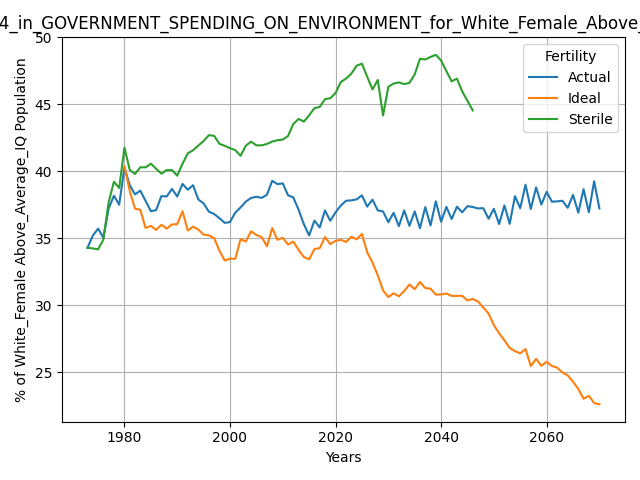 4_in_GOVERNMENT_SPENDING_ON_ENVIRONMENT_for_White_Female_Above_
Fertility
Actual
Ideal
Sterile
% of White_Female Above_Average_IQ Population
50
45
40
35
30
25
1980
2000
2020
2040
2060
Years